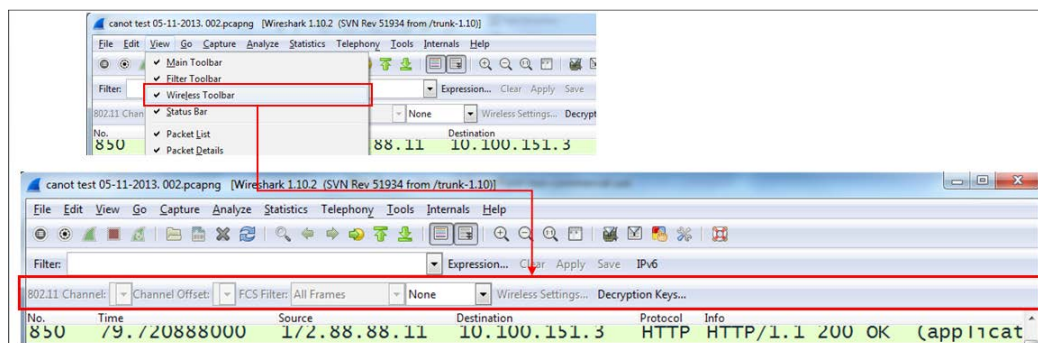 canot test 05-11-2013. 002.pcapng [Wireshark 1.10.2 (SVN Rev 51934 from /trunk-1.10)]
File Edit View Go Capture Analyze Statistics Telephony Tools Internals Help
Main Toolbar
Filter Toolbar
Filter: Expression... Clear Apply Save
Wireless Toolbar
802.11 Chan Status Bar None Wireless Settings... Decrypt
No. Packet List Destination
850 88.11 10.100.151.3
Packet Details
canot test 05-11-2013. 002.pcapng [Wireshark 1.10.2 (SVN Rev 51934 from /trunk-1.10)]
File Edit View Go Capture Analyze Statistics Telephony Tools Internals Help
Filter: Expression... Clear Apply Save IPv6
802.11 Channel: Channel Offset: FCS Filter: All Frames None Wireless Settings... Decryption Keys...
No. Time Source Destination Protocol Info
850 79.720888000 172.88.88.11 10.100.151.3 HTTP HTTP/1.1 200 OK (applicat